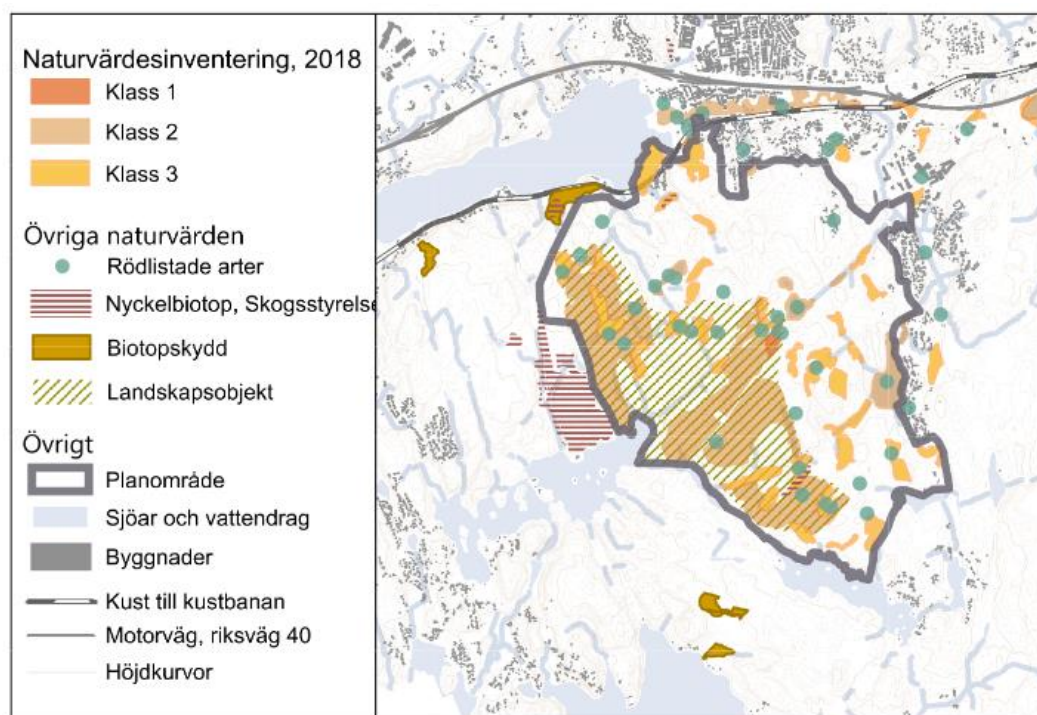 Naturvärdesinventering, 2018
Klass 1
Klass 2
Klass 3
Övriga naturvärden
Rödlistade arter
Nyckelbiotop, Skogsstyrelse
Biotopskydd
Landskapsobjekt
Övrigt
Planområde
Sjöar och vattendrag
Byggnader
Kust till kustbanan
Motorväg, riksväg 40
Höjdkurvor